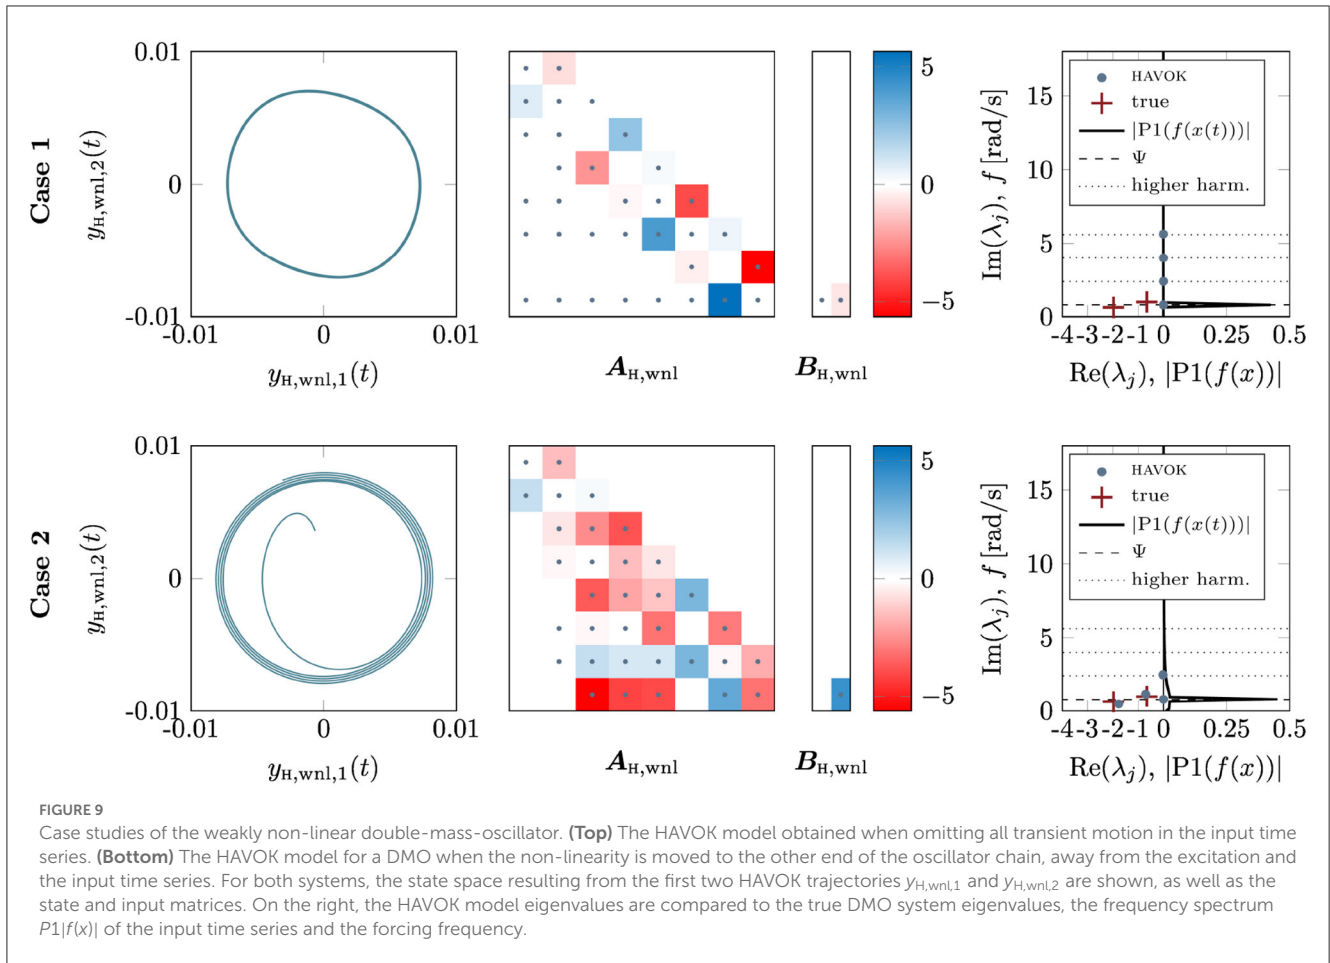 Case 1
0.01
0
-0.01
y_H,wnl,2(t)
-0.01 0 0.01
y_H,wnl,1(t)
A_H,wnl
B_H,wnl
5
0
−5
Im(λ_j), f [rad/s]
15
10
5
0
HAVOK
true
|P1(f(x(t)))|
Ψ
higher harm.
-4 -3 -2 -1 0 0.25 0.5
Re(λ_j), |P1(f(x))|
Case 2
0.01
0
-0.01
y_H,wnl,2(t)
-0.01 0 0.01
y_H,wnl,1(t)
A_H,wnl
B_H,wnl
5
0
−5
Im(λ_j), f [rad/s]
15
10
5
0
HAVOK
true
|P1(f(x(t)))|
Ψ
higher harm.
-4 -3 -2 -1 0 0.25 0.5
Re(λ_j), |P1(f(x))|
FIGURE 9
Case studies of the weakly non-linear double-mass-oscillator. (Top) The HAVOK model obtained when omitting all transient motion in the input time
series. (Bottom) The HAVOK model for a DMO when the non-linearity is moved to the other end of the oscillator chain, away from the excitation and
the input time series. For both systems, the state space resulting from the first two HAVOK trajectories y_H,wnl,1 and y_H,wnl,2 are shown, as well as the
state and input matrices. On the right, the HAVOK model eigenvalues are compared to the true DMO system eigenvalues, the frequency spectrum
P1|f(x)| of the input time series and the forcing frequency.